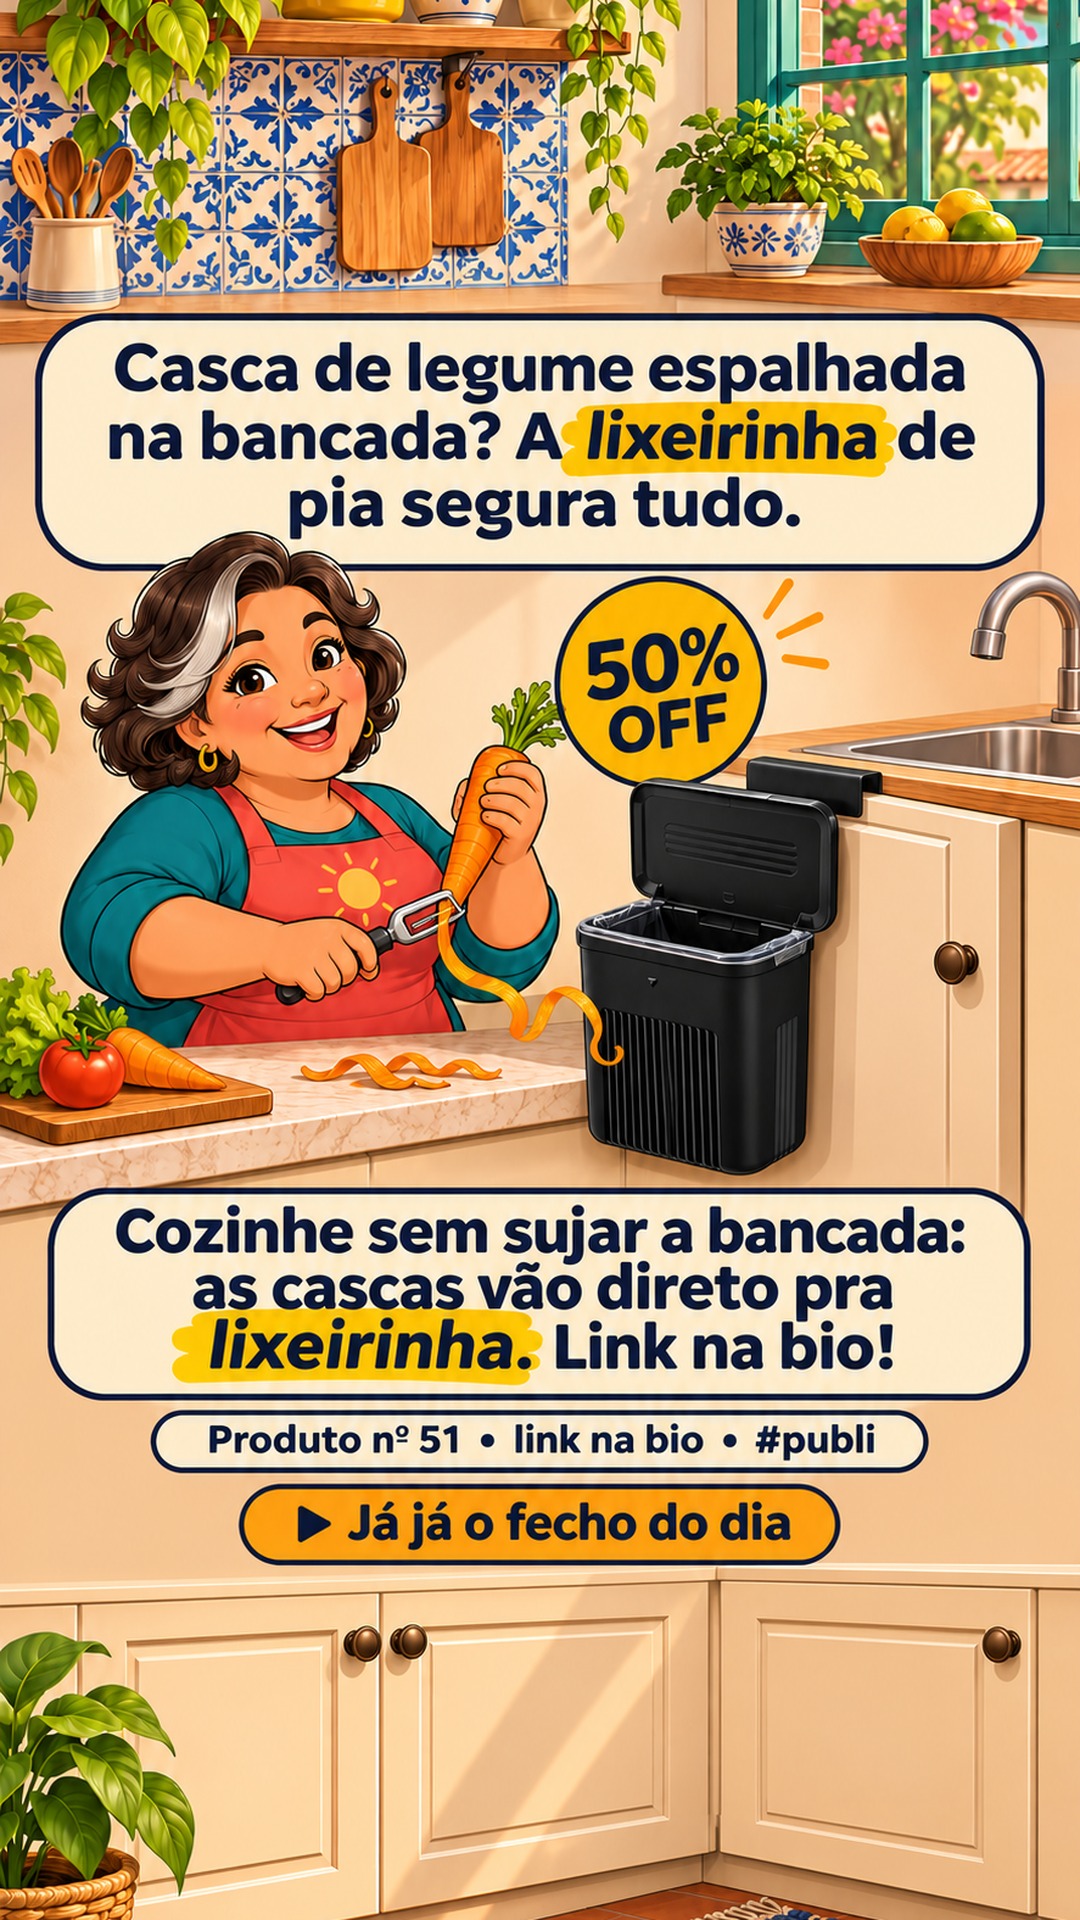 Casca de legume espalhada
na bancada? A lixeirinha de
pia segura tudo.
50%
OFF
Cozinhe sem sujar a bancada:
as cascas vão direto pra
lixeirinha. Link na bio!
Produto nº 51 • link na bio • #publi
▶ Já já o fecho do dia